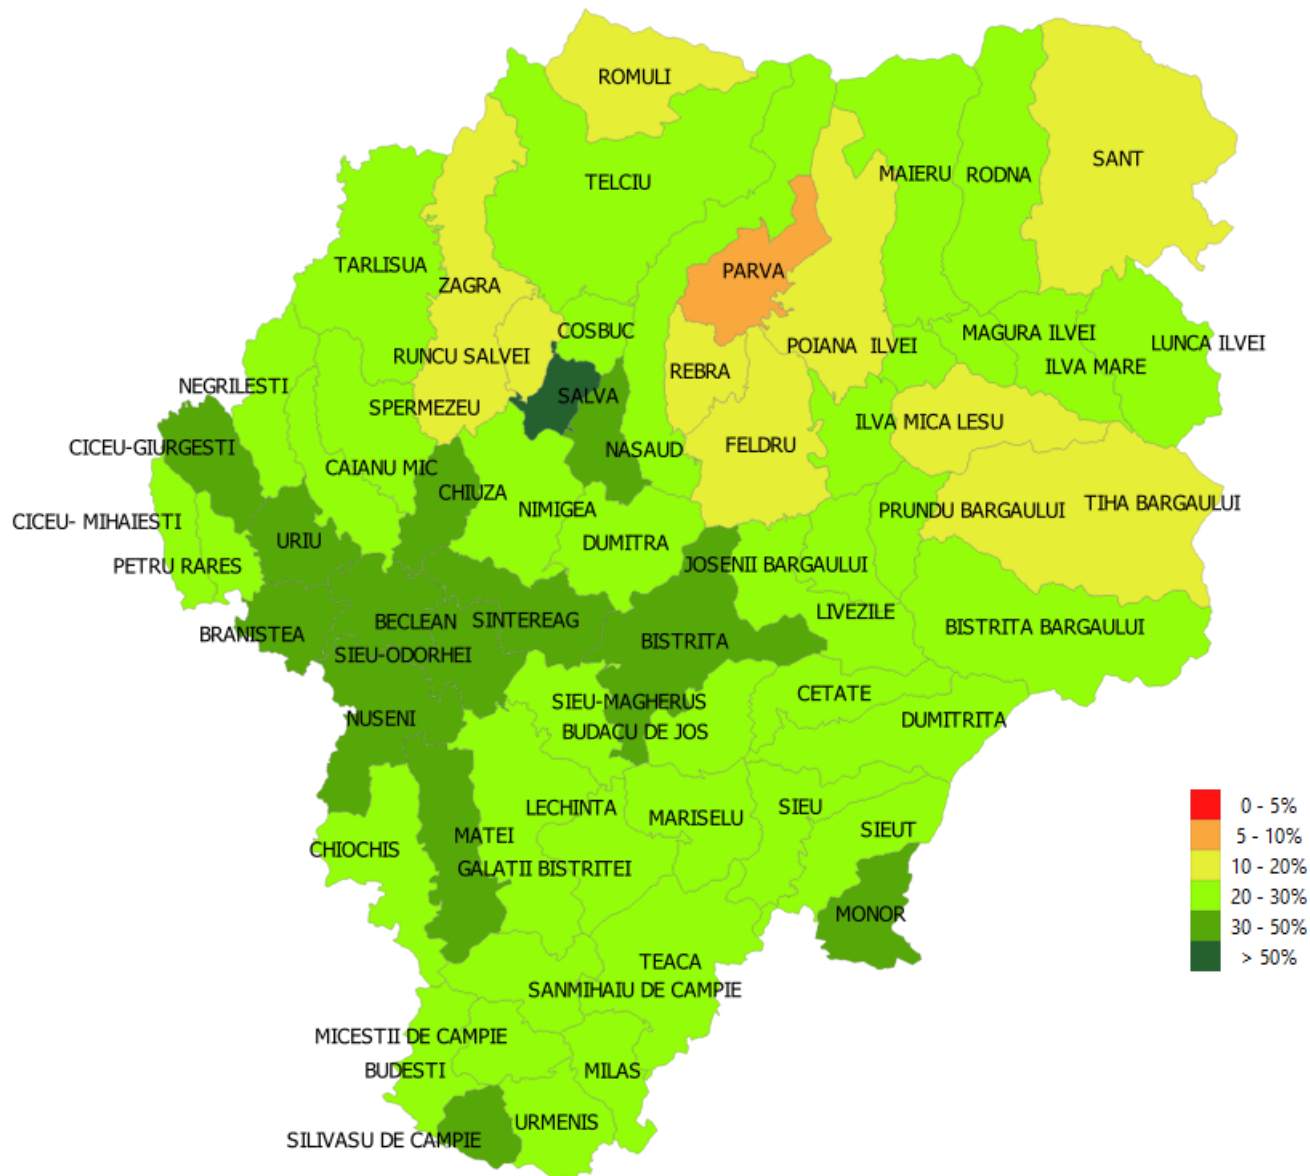 ROMULI
SANT
TELCIU
MAIERU
RODNA
TARLISUA
PARVA
ZAGRA
COSBUC
MAGURA ILVEI
LUNCA ILVEI
RUNCU SALVEI
POIANA  ILVEI
ILVA MARE
REBRA
NEGRILESTI
SALVA
SPERMEZEU
ILVA MICA
LESU
CICEU-GIURGESTI
FELDRU
NASAUD
CAIANU MIC
CHIUZA
TIHA BARGAULUI
NIMIGEA
PRUNDU BARGAULUI
CICEU- MIHAIESTI
URIU
DUMITRA
PETRU RARES
JOSENII BARGAULUI
LIVEZILE
BECLEAN
SINTEREAG
BISTRITA BARGAULUI
BRANISTEA
BISTRITA
SIEU-ODORHEI
CETATE
SIEU-MAGHERUS
NUSENI
DUMITRITA
BUDACU DE JOS
LECHINTA
SIEU
MARISELU
SIEUT
MATEI
CHIOCHIS
GALATII BISTRITEI
MONOR
TEACA
SANMIHAIU DE CAMPIE
MICESTII DE CAMPIE
BUDESTI
MILAS
URMENIS
SILIVASU DE CAMPIE
0 - 5%
5 - 10%
10 - 20%
20 - 30%
30 - 50%
> 50%